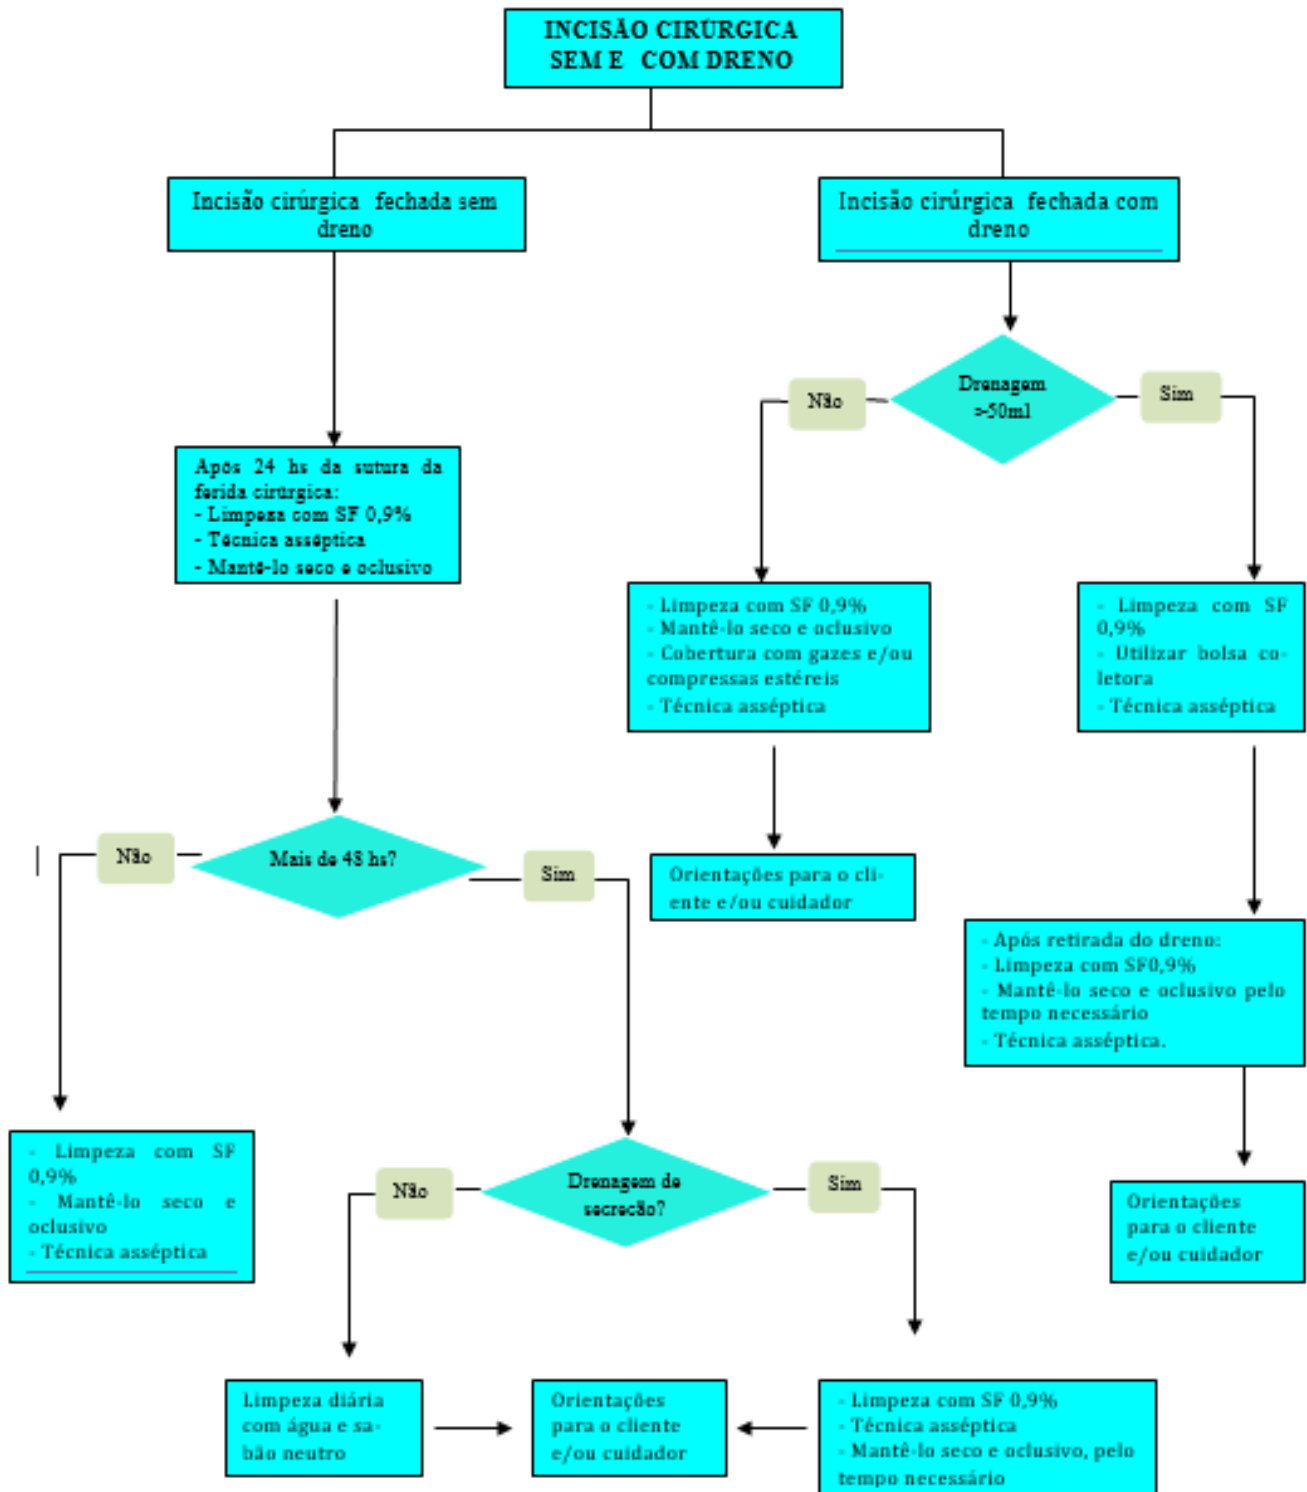 INCISÃO CIRÚRGICA
SEM E COM DRENO
Incisão cirúrgica fechada sem
dreno
Incisão cirúrgica fechada com
dreno
Drenagem
>50ml
Não
Sim
Após 24 hs da sutura da
ferida cirúrgica:
- Limpeza com SF 0,9%
- Técnica asséptica
- Mantê-lo seco e oclusivo
- Limpeza com SF 0,9%
- Mantê-lo seco e oclusivo
- Cobertura com gazes e/ou
compressas estéreis
- Técnica asséptica
- Limpeza com SF
0,9%
- Utilizar bolsa co-
letora
- Técnica asséptica
Não
Mais de 48 hs?
Sim
Orientações para o cli-
ente e/ou cuidador
- Após retirada do dreno:
- Limpeza com SF0,9%
- Mantê-lo seco e oclusivo pelo
tempo necessário
- Técnica asséptica.
- Limpeza com SF
0,9%
- Mantê-lo seco e
oclusivo
- Técnica asséptica
Não
Drenagem de
secrecão?
Sim
Orientações
para o cliente
e/ou cuidador
Limpeza diária
com água e sa-
bão neutro
Orientações
para o cliente
e/ou cuidador
- Limpeza com SF 0,9%
- Técnica asséptica
- Mantê-lo seco e oclusivo, pelo
tempo necessário